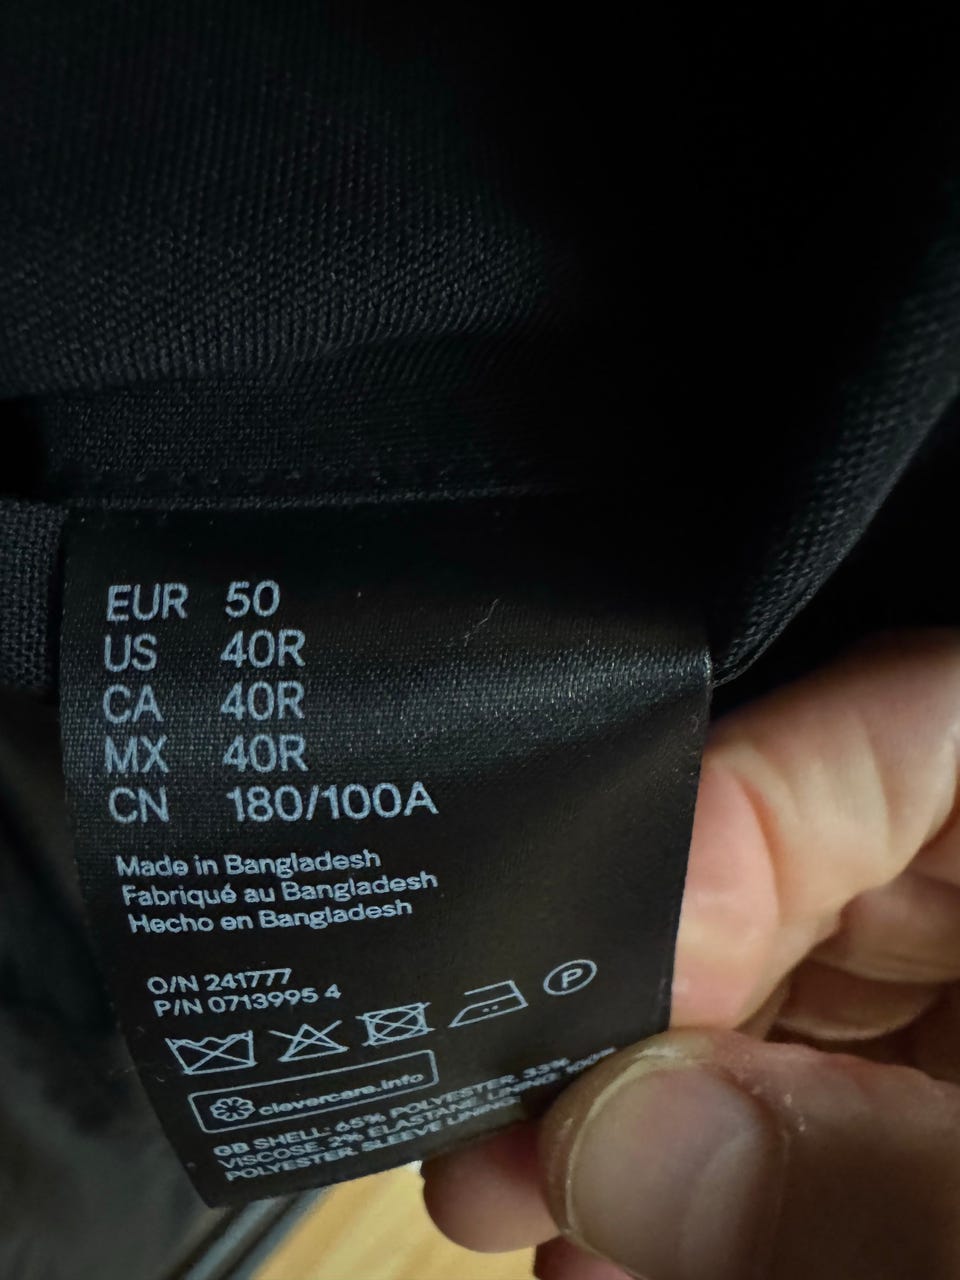 EUR 50
US 40R
CA 40R
MX 40R
CN 180/100A
Made in Bangladesh
Fabriqué au Bangladesh
Hecho en Bangladesh
O/N 241777
P/N 0713995 4
P
clevercare.info
GB SHELL: 65% POLYESTER, 33%
VISCOSE, 2% ELASTANE. LINING: 100%
POLYESTER. SLEEVE LINING: